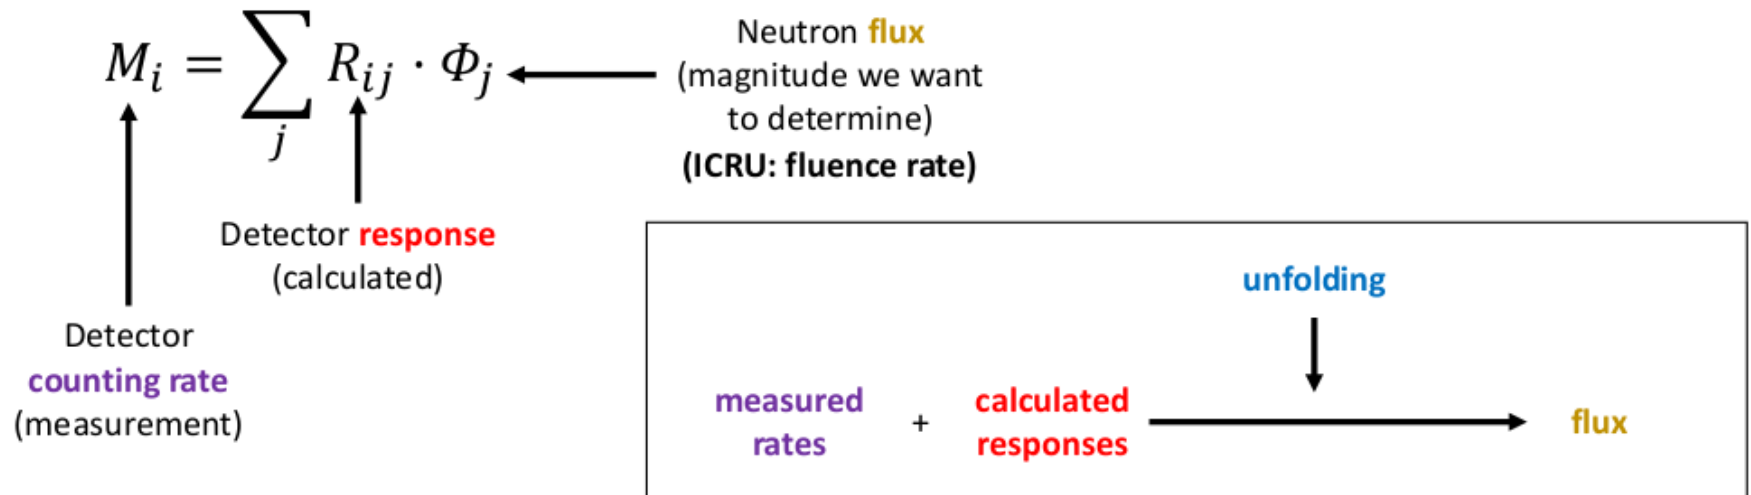 M_i = ∑_j R_ij · Φ_j
Neutron flux
(magnitude we want
to determine)
(ICRU: fluence rate)
Detector response
(calculated)
Detector
counting rate
(measurement)
unfolding
measured
rates
+
calculated
responses
flux